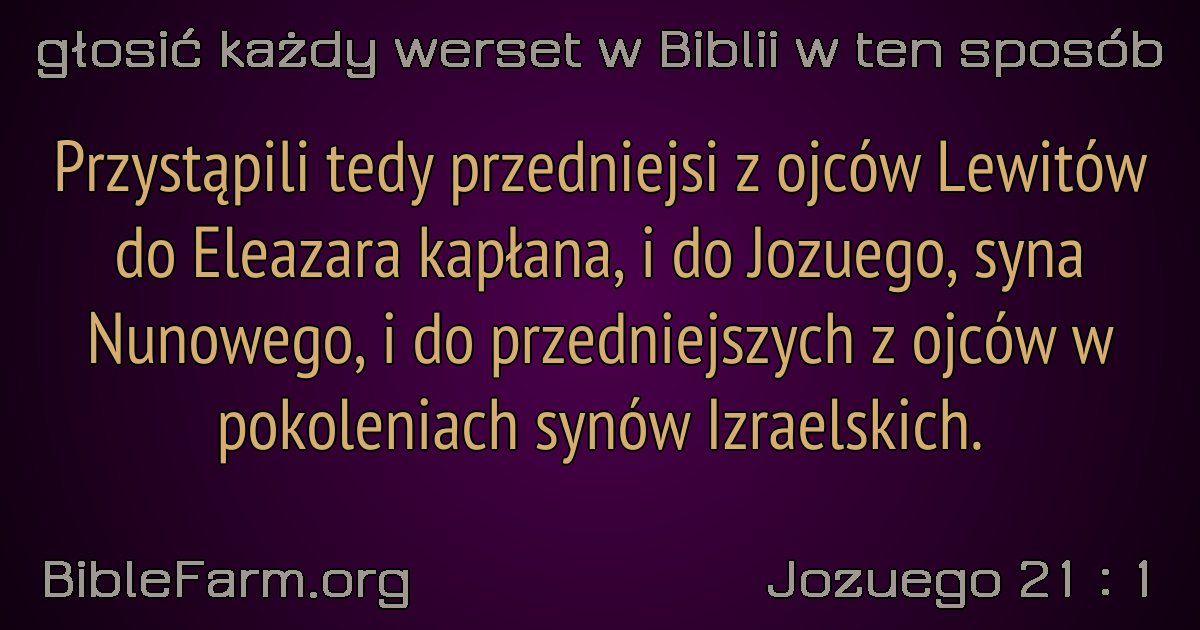 głosić każdy werset w Biblii w ten sposób
Przystąpili tedy przedniejsi z ojców Lewitów
do Eleazara kapłana, i do Jozuego, syna
Nunowego, i do przedniejszych z ojców w
pokoleniach synów Izraelskich.
BibleFarm.org
Jozuego 21 : 1